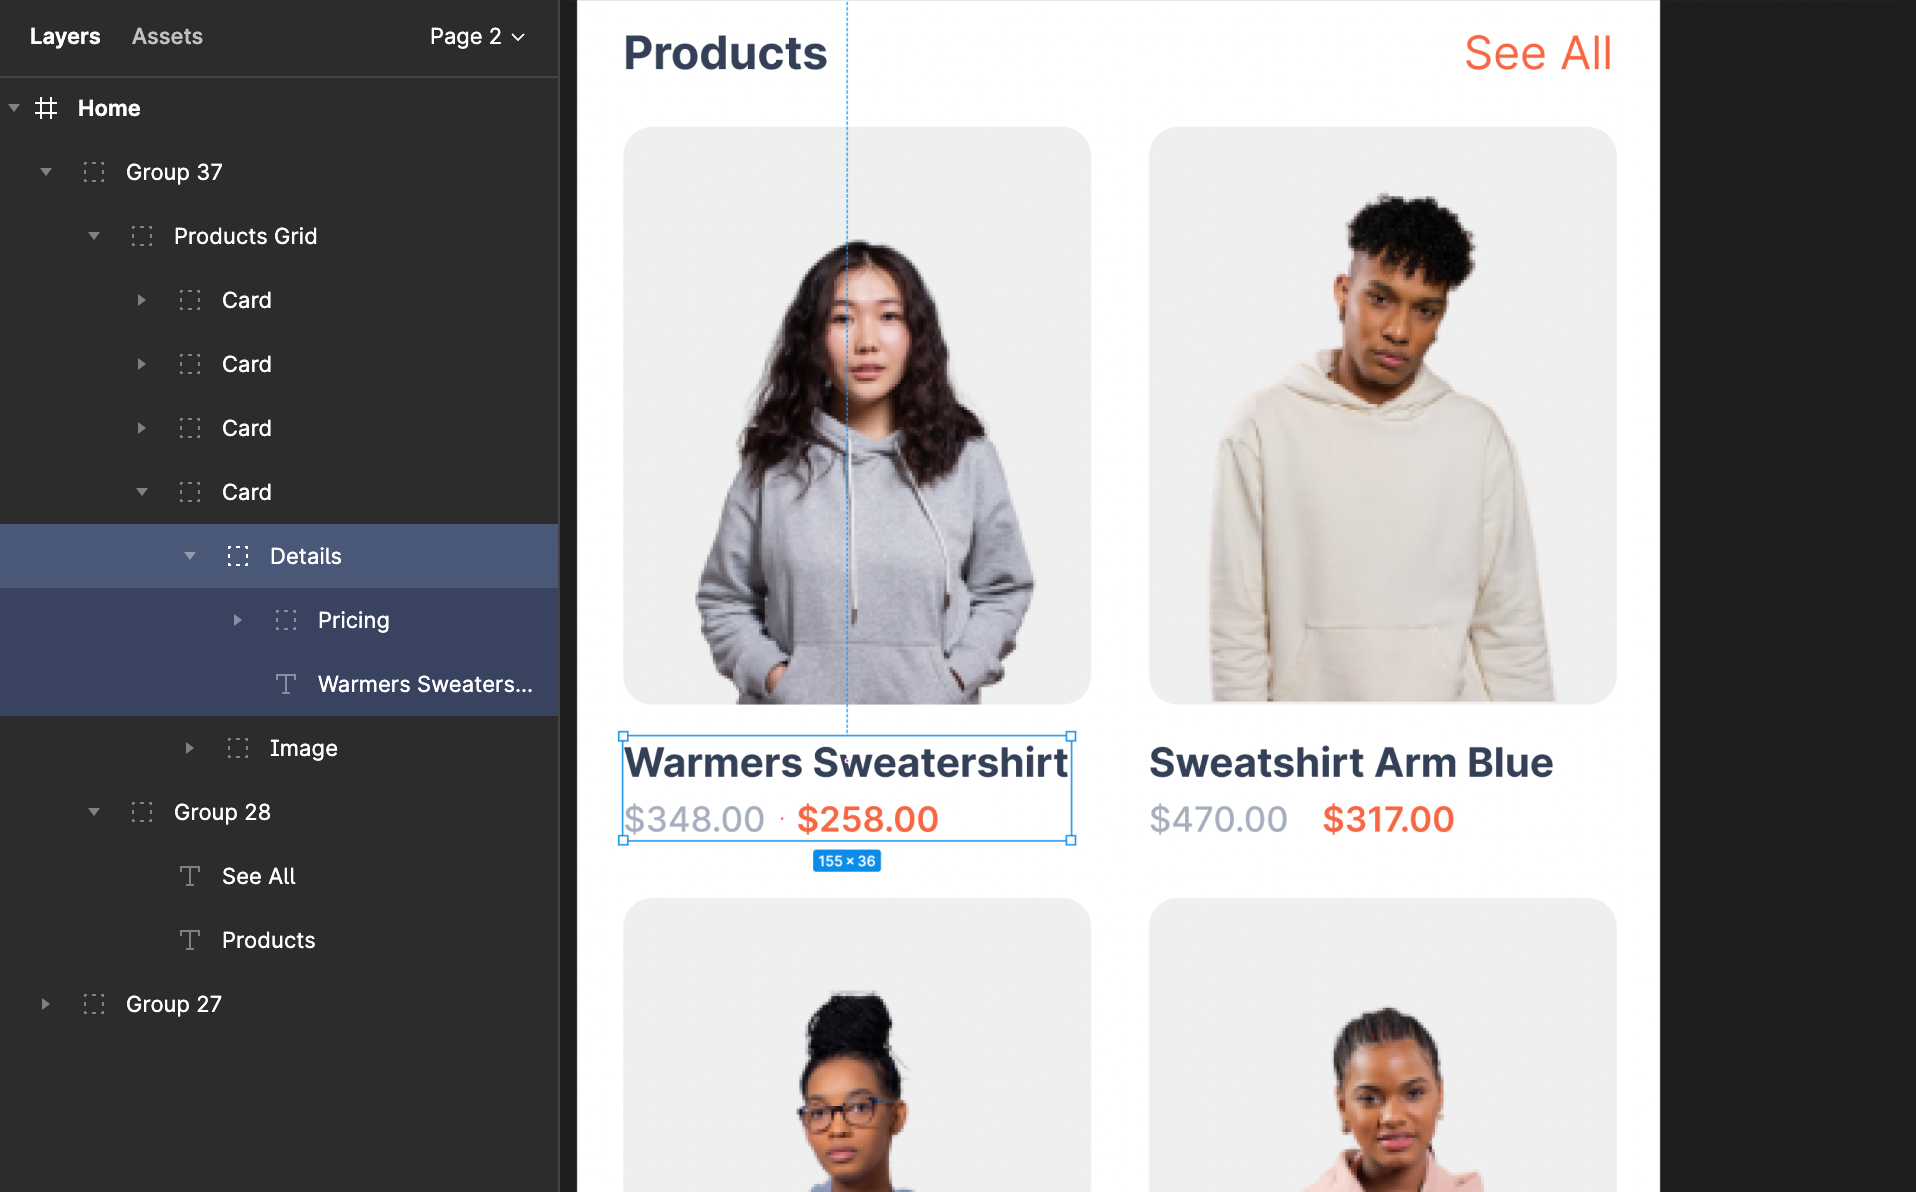 Layers Assets Page 2
Home
Group 37
Products Grid
Card
Card
Card
Card
Details
Pricing
Warmers Sweaters...
Image
Group 28
See All
Products
Group 27
Products See All
Warmers Sweatershirt
$348.00 $258.00
155 × 36
Sweatshirt Arm Blue
$470.00 $317.00